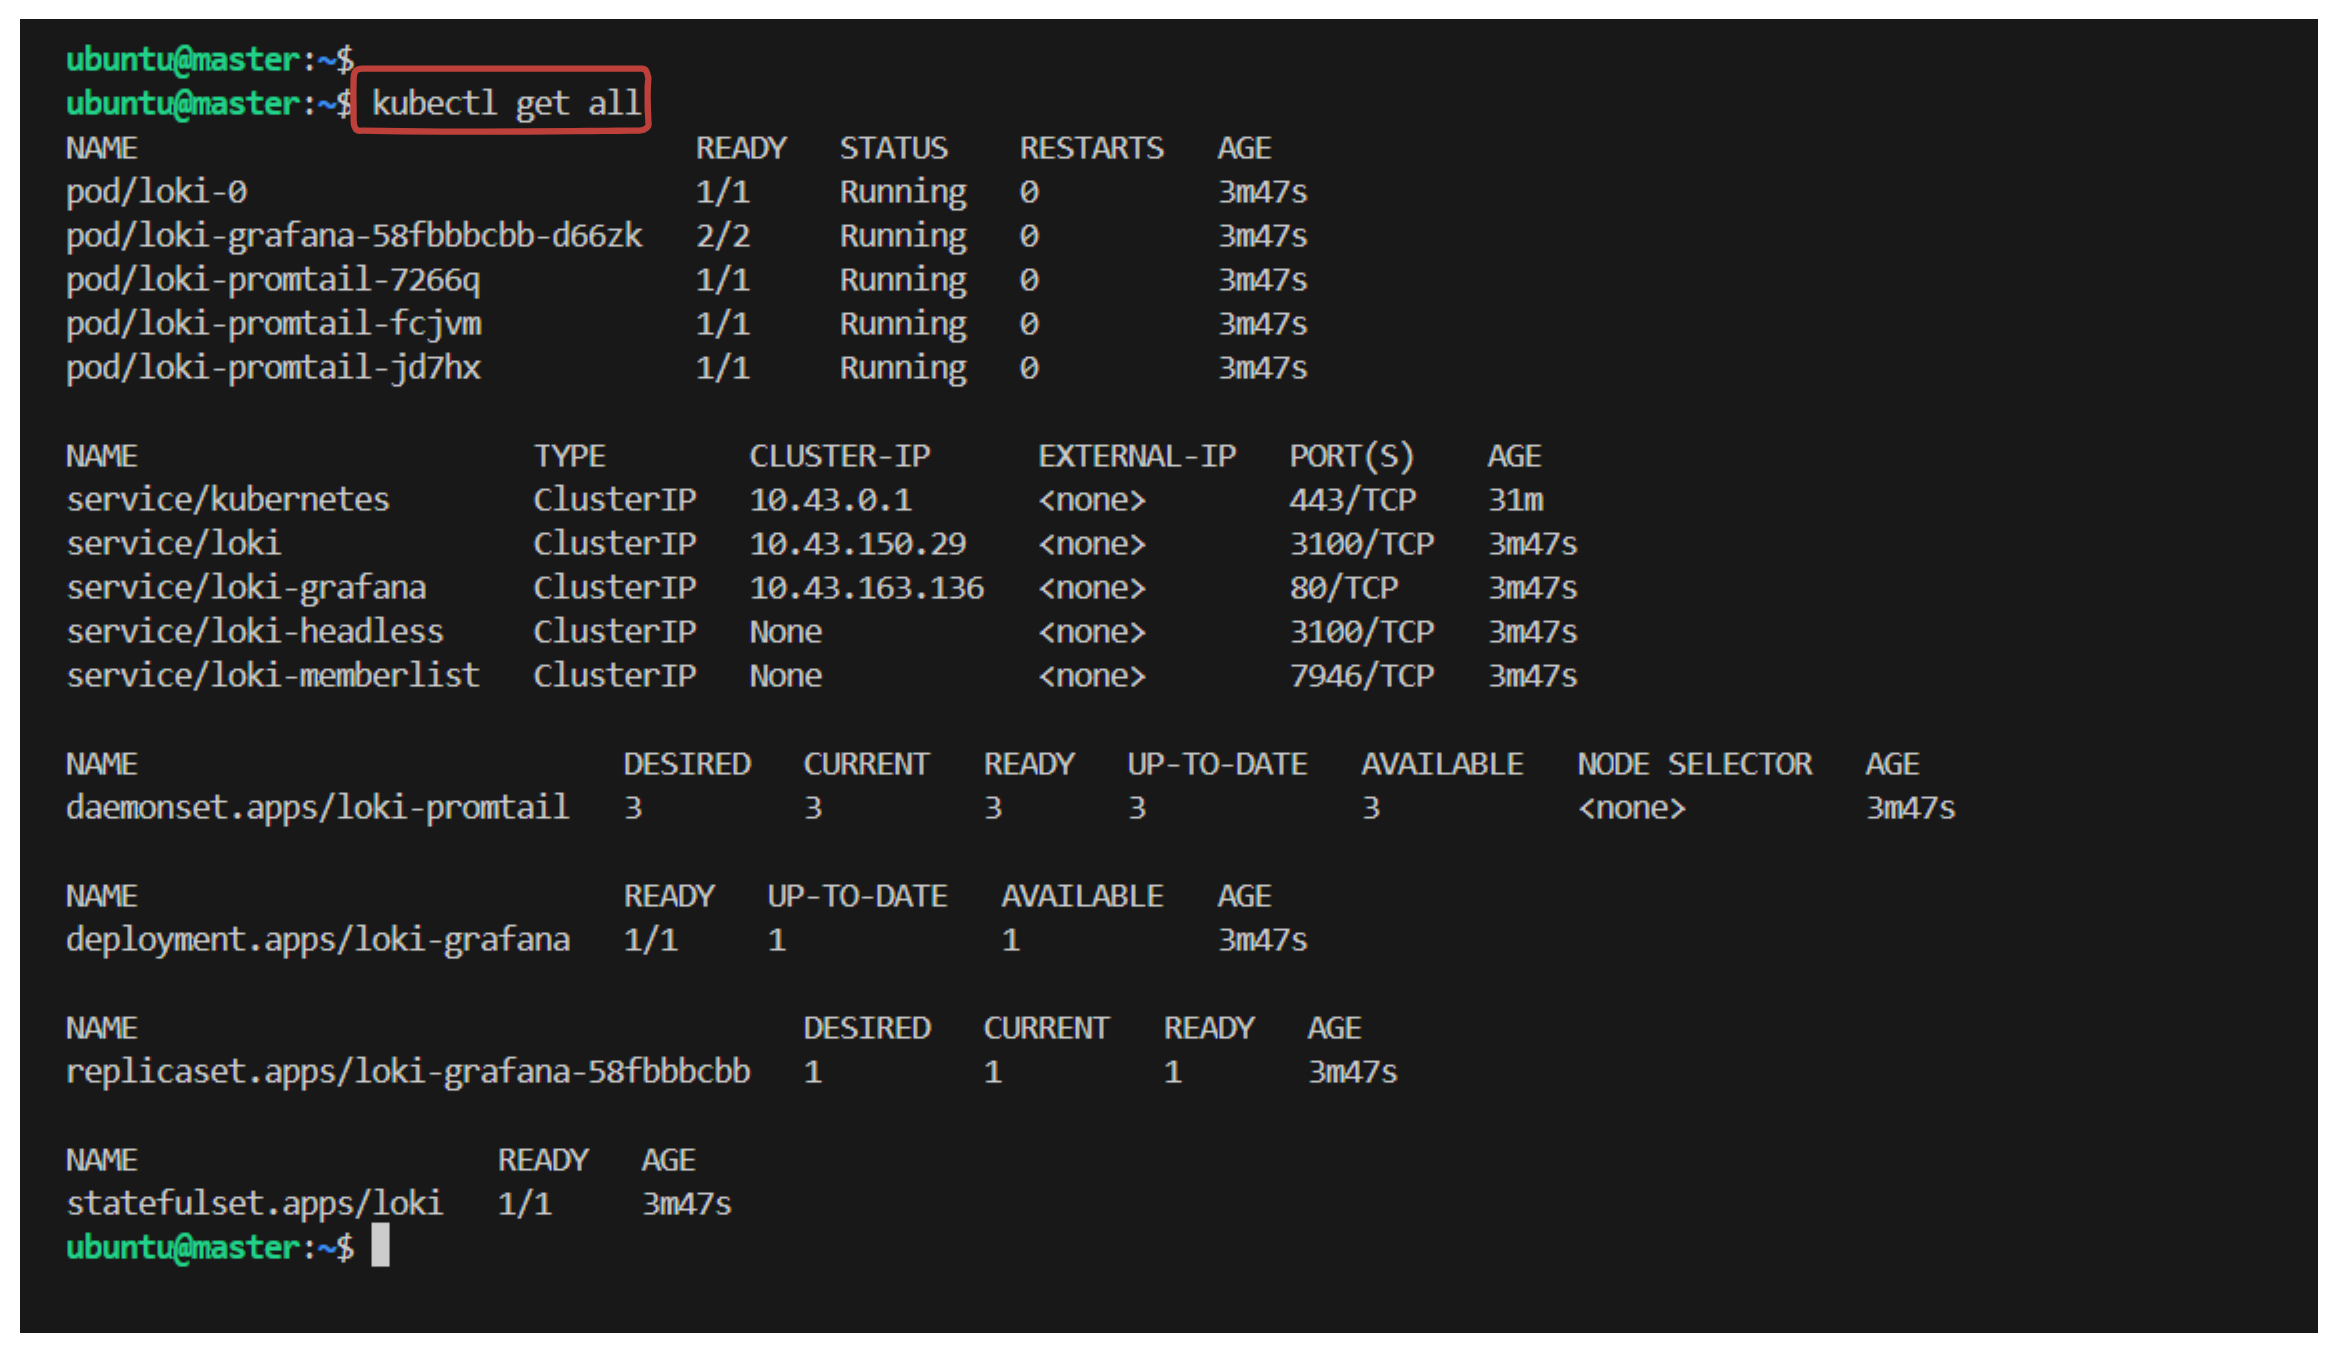 ubuntu@master:~$
ubuntu@master:~$ kubectl get all
NAME READY STATUS RESTARTS AGE
pod/loki-0 1/1 Running 0 3m47s
pod/loki-grafana-58fbbbcbb-d66zk 2/2 Running 0 3m47s
pod/loki-promtail-7266q 1/1 Running 0 3m47s
pod/loki-promtail-fcjvm 1/1 Running 0 3m47s
pod/loki-promtail-jd7hx 1/1 Running 0 3m47s
NAME TYPE CLUSTER-IP EXTERNAL-IP PORT(S) AGE
service/kubernetes ClusterIP 10.43.0.1 <none> 443/TCP 31m
service/loki ClusterIP 10.43.150.29 <none> 3100/TCP 3m47s
service/loki-grafana ClusterIP 10.43.163.136 <none> 80/TCP 3m47s
service/loki-headless ClusterIP None <none> 3100/TCP 3m47s
service/loki-memberlist ClusterIP None <none> 7946/TCP 3m47s
NAME DESIRED CURRENT READY UP-TO-DATE AVAILABLE NODE SELECTOR AGE
daemonset.apps/loki-promtail 3 3 3 3 3 <none> 3m47s
NAME READY UP-TO-DATE AVAILABLE AGE
deployment.apps/loki-grafana 1/1 1 1 3m47s
NAME DESIRED CURRENT READY AGE
replicaset.apps/loki-grafana-58fbbbcbb 1 1 1 3m47s
NAME READY AGE
statefulset.apps/loki 1/1 3m47s
ubuntu@master:~$